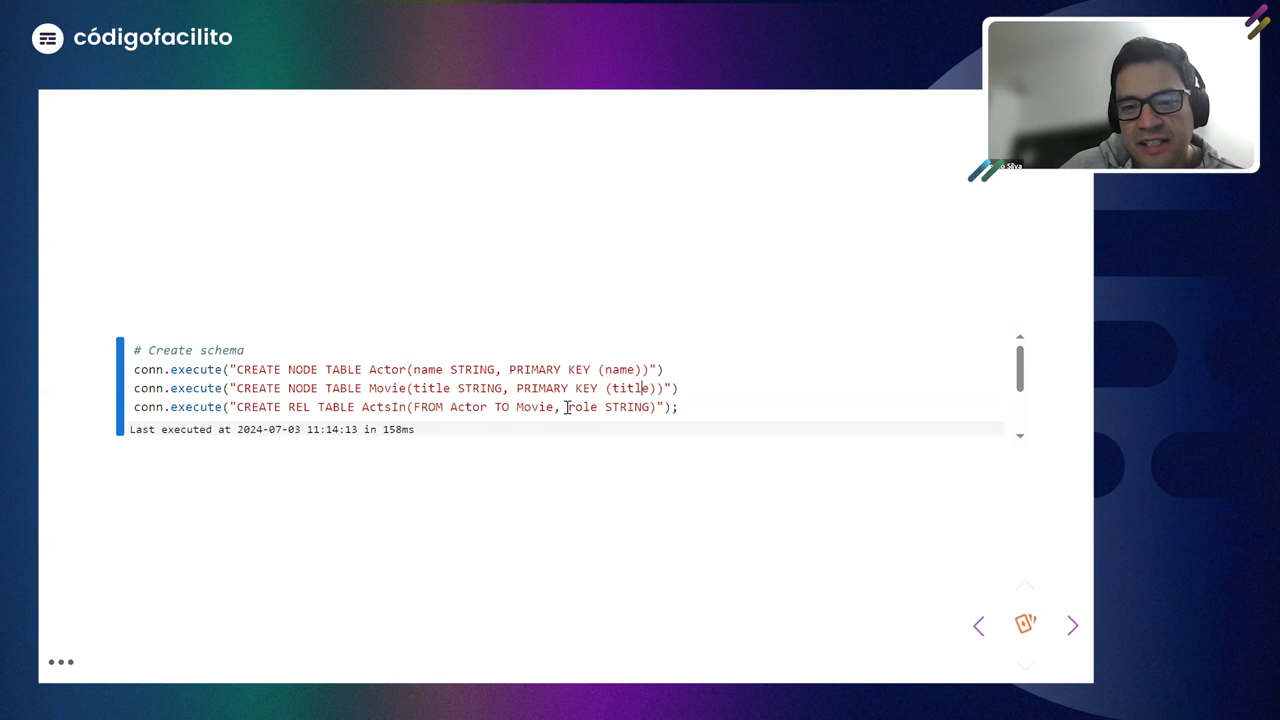 códigofacilito
Silva
# Create schema
conn.execute("CREATE NODE TABLE Actor(name STRING, PRIMARY KEY (name))")
conn.execute("CREATE NODE TABLE Movie(title STRING, PRIMARY KEY (title))")
conn.execute("CREATE REL TABLE ActsIn(FROM Actor TO Movie, role STRING)");
Last executed at 2024-07-03 11:14:13 in 158ms